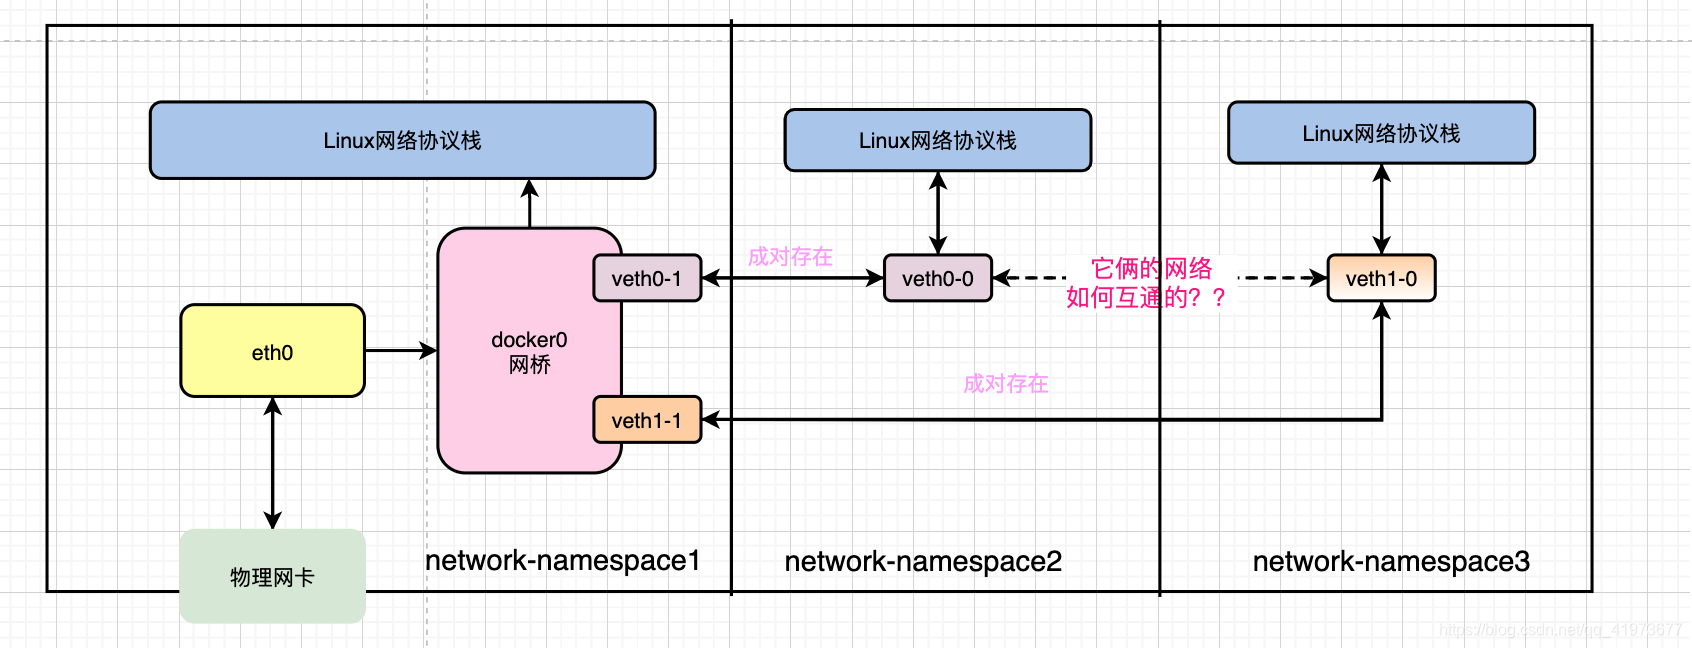 Linux网络协议栈
Linux网络协议栈
Linux网络协议栈
成对存在
veth0-1
veth0-0
它俩的网络
如何互通的？？
veth1-0
docker0
网桥
eth0
成对存在
veth1-1
network-namespace1
network-namespace2
network-namespace3
物理网卡
https://blog.csdn.net/qq_41973677